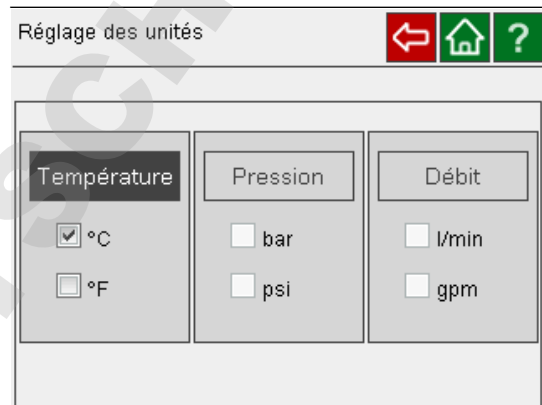 Réglage des unités
?
Température
°C
°F
Pression
bar
psi
Débit
l/min
gpm